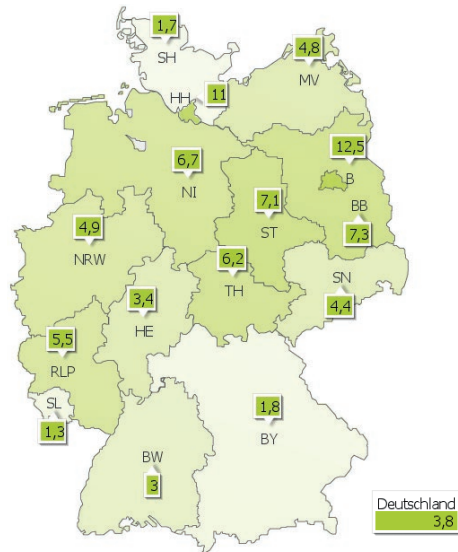 1,7
SH
4,8
MV
HH
11
6,7
NI
12,5
B
BB
7,3
7,1
ST
4,9
NRW
6,2
TH
SN
4,4
3,4
HE
5,5
RLP
SL
1,3
1,8
BY
BW
3
Deutschland
3,8